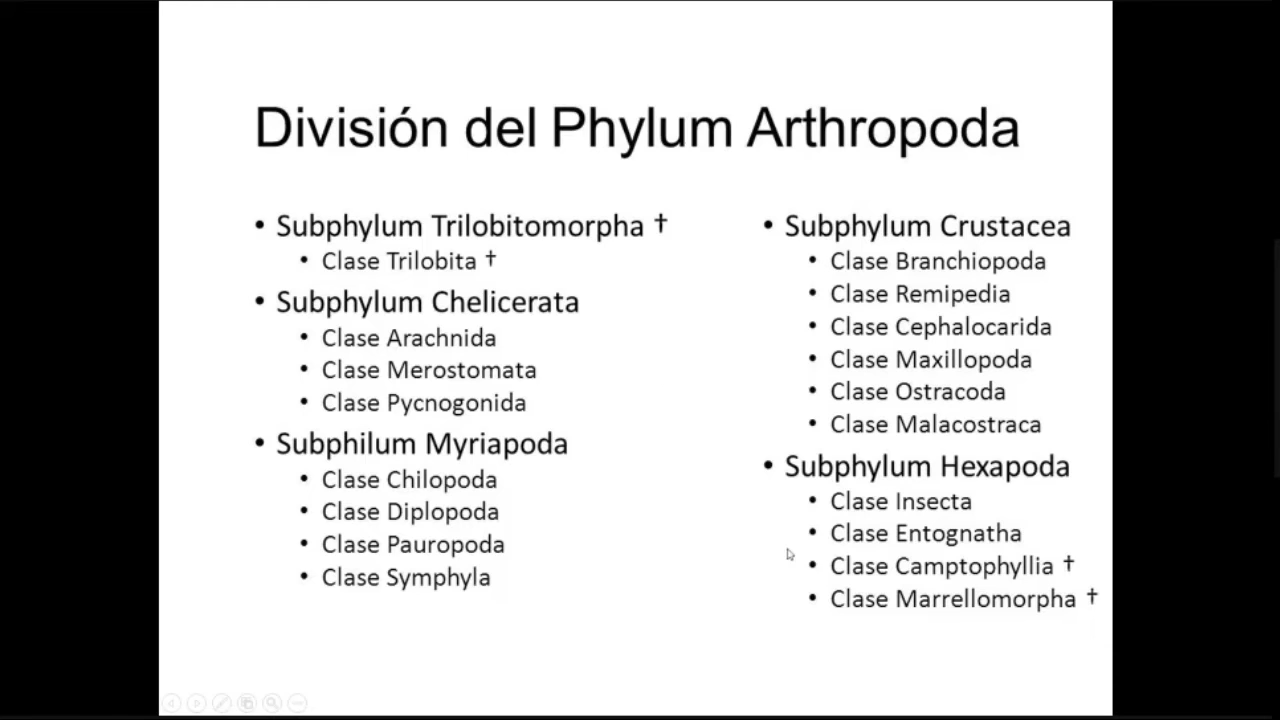 División del Phylum Arthropoda
• Subphylum Trilobitomorpha †
• Clase Trilobita †
• Subphylum Chelicerata
• Clase Arachnida
• Clase Merostomata
• Clase Pycnogonida
• Subphilum Myriapoda
• Clase Chilopoda
• Clase Diplopoda
• Clase Pauropoda
• Clase Symphyla
• Subphylum Crustacea
• Clase Branchiopoda
• Clase Remipedia
• Clase Cephalocarida
• Clase Maxillopoda
• Clase Ostracoda
• Clase Malacostraca
• Subphylum Hexapoda
• Clase Insecta
• Clase Entognatha
• Clase Camptophyllia †
• Clase Marrellomorpha †